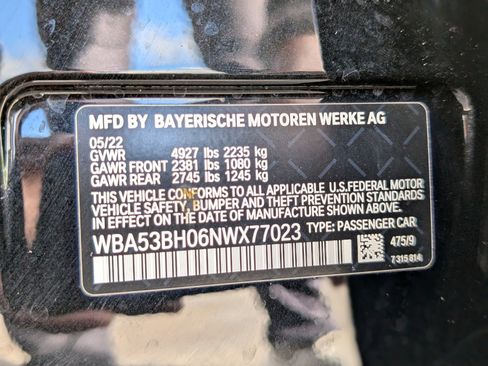 MFD BY BAYERISCHE MOTOREN WERKE AG
05/22
GVWR 4927 lbs 2235 kg
GAWR FRONT 2381 lbs 1080 kg
GAWR REAR 2745 lbs 1245 kg
THIS VEHICLE CONFORMS TO ALL APPLICABLE U.S.FEDERAL MOTOR
VEHICLE SAFETY, BUMPER AND THEFT PREVENTION STANDARDS
IN EFFECT ON THE DATE OF MANUFACTURE SHOWN ABOVE.
WBA53BH06NWX77023 TYPE: PASSENGER CAR
475/9
7315814